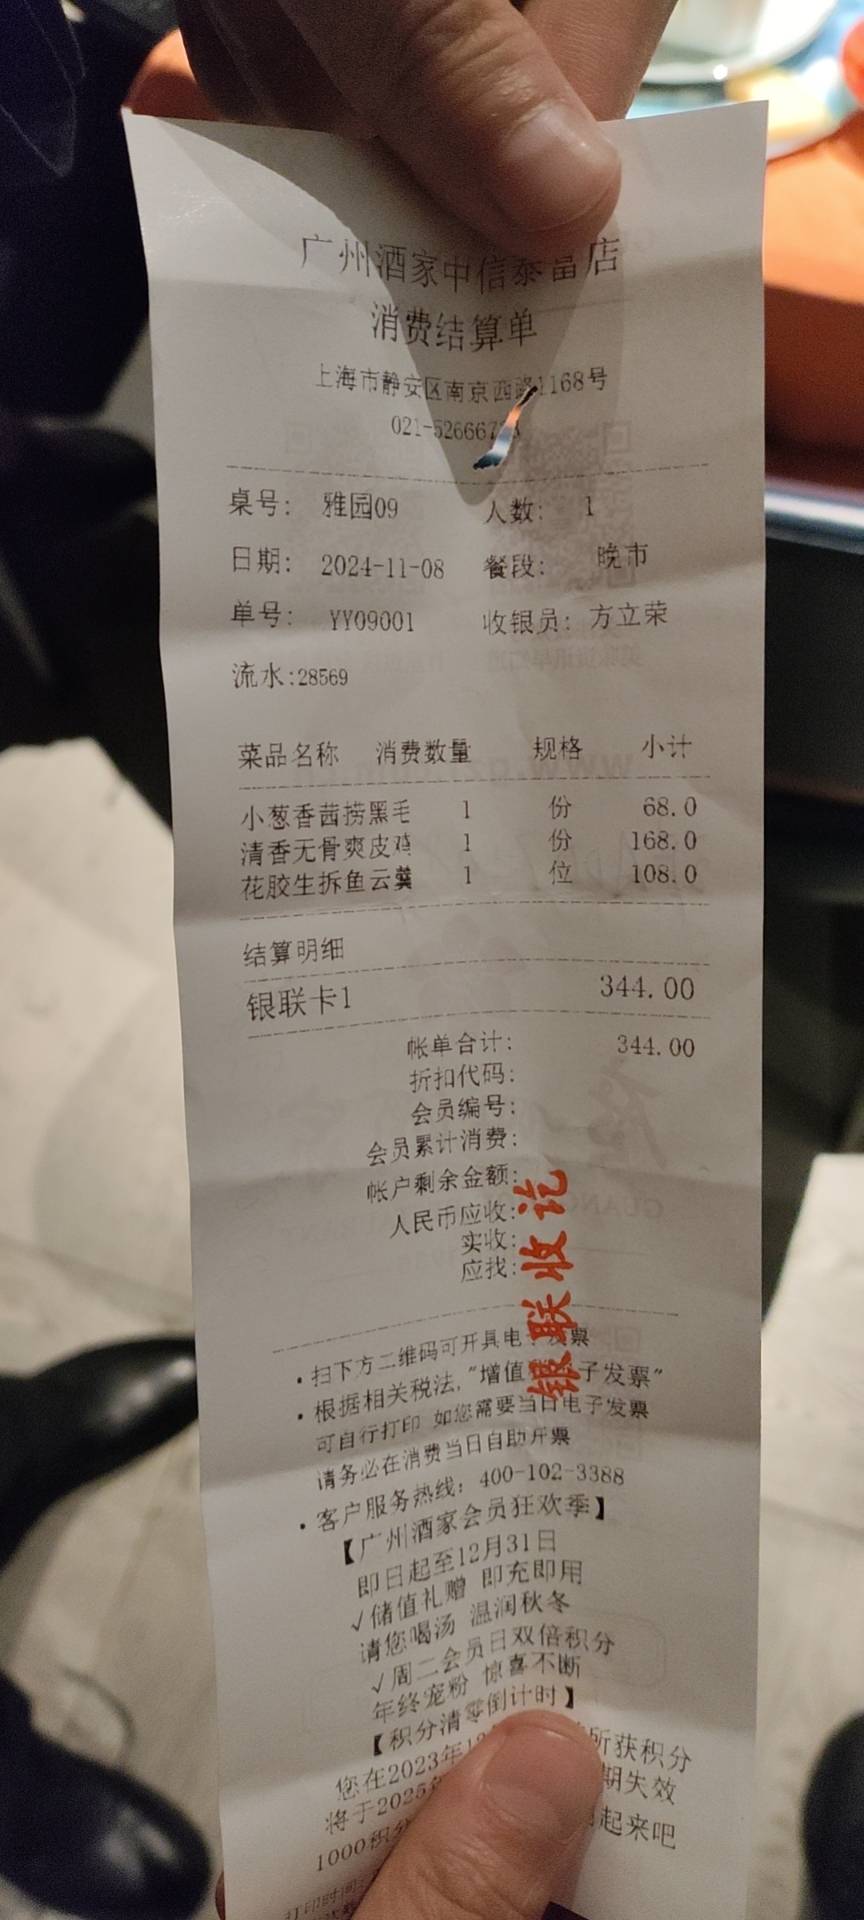 广州酒家中信泰富店
消费结算单
上海市静安区南京西路1168号
021-526667
桌号: 雅园09 人数: 1
日期: 2024-11-08 餐段: 晚市
单号: YY09001 收银员: 方立荣
流水:28569
菜品名称 消费数量 规格 小计
小葱香茜捞黑毛 1 份 68.0
清香无骨爽皮鸡 1 份 168.0
花胶生拆鱼云羹 1 位 108.0
结算明细
银联卡1 344.00
帐单合计: 344.00
折扣代码:
会员编号:
会员累计消费:
帐户剩余金额:
人民币应收:
实收:
应找:
银联收讫
·扫下方二维码可开具电 发票
·根据相关税法,"增值 子发票"
可自行打印 如您需要当日电子发票
请务必在消费当日自助开票
·客户服务热线: 400-102-3388
【广州酒家会员狂欢季】
即日起至12月31日
√储值礼赠 即充即用
请您喝汤 温润秋冬
√周二会员日双倍积分
年终宠粉 惊喜不断
【积分清零倒计时】
您在2023年 所获积分
将于2025 期失效
1000积分 起来吧
打印时间: